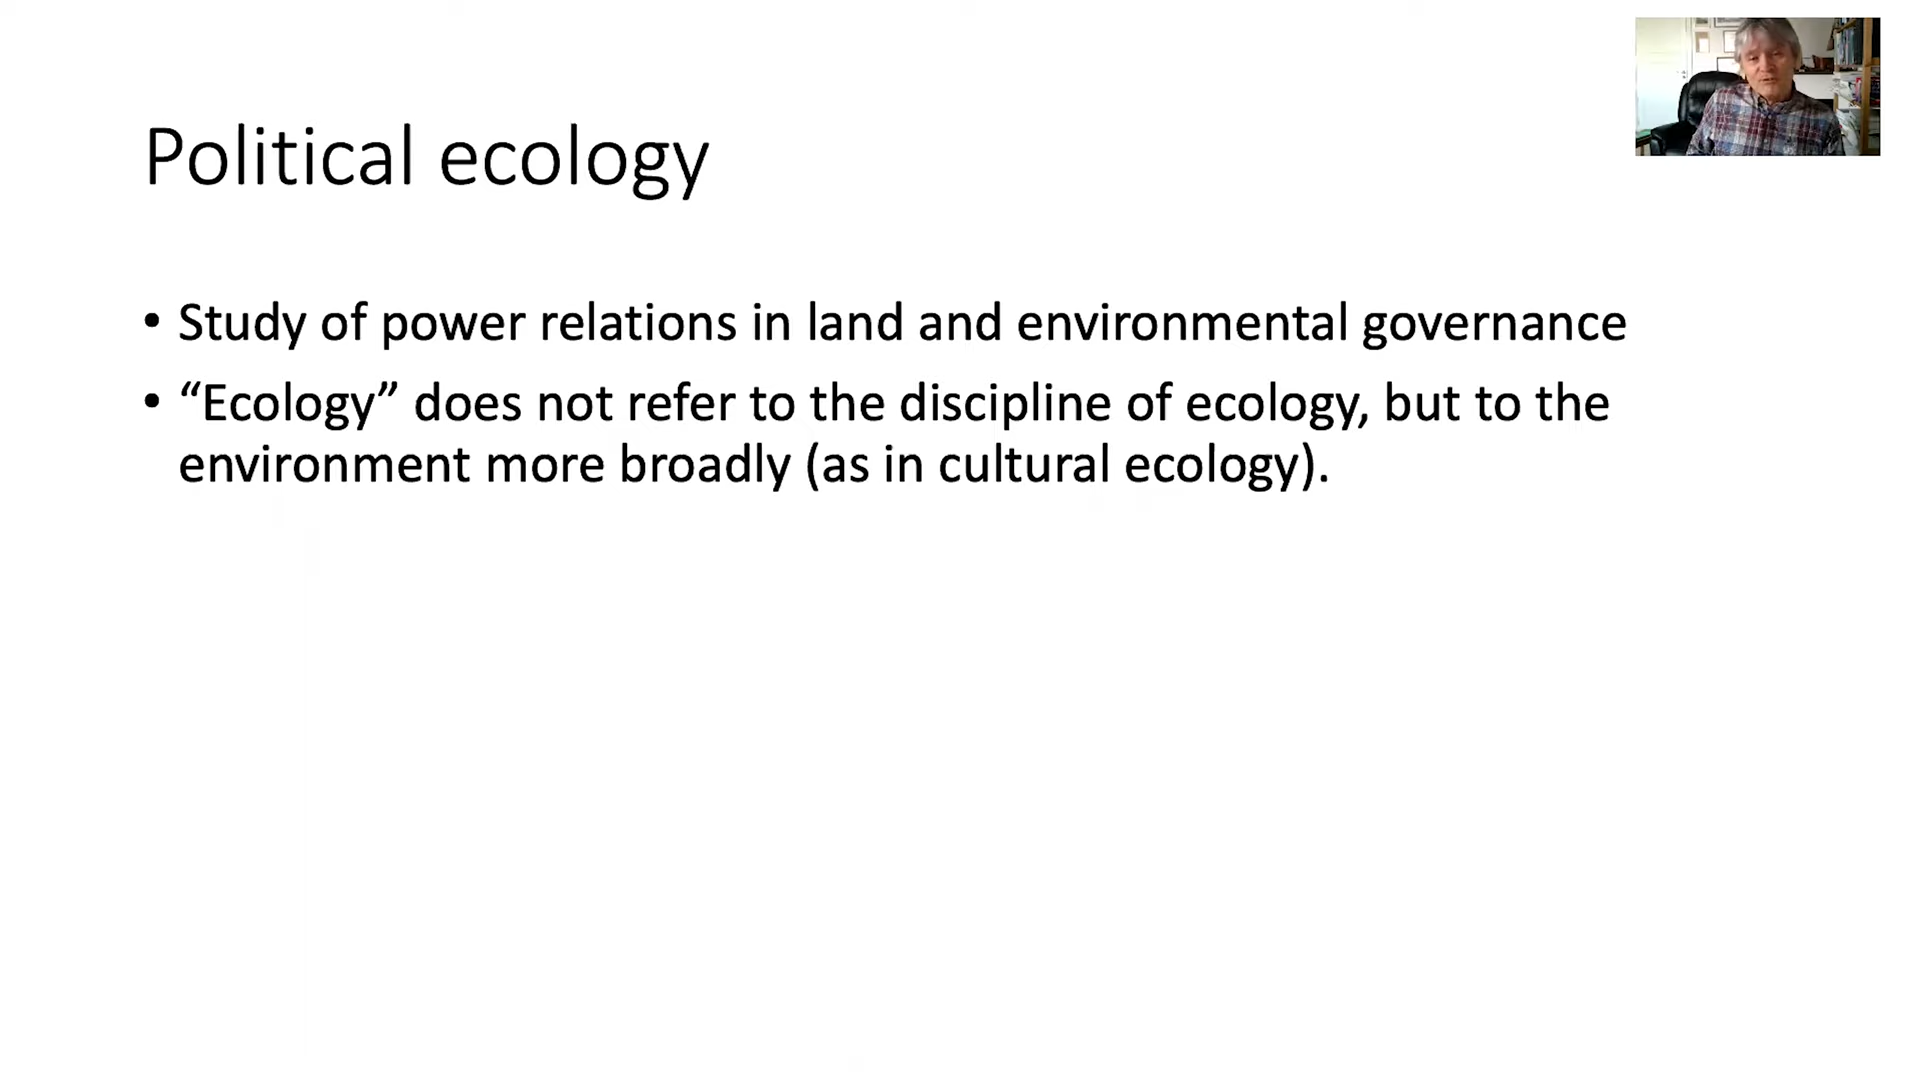 Political ecology
• Study of power relations in land and environmental governance
• “Ecology” does not refer to the discipline of ecology, but to the
environment more broadly (as in cultural ecology).